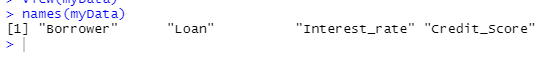 > View(myData)
> names(myData)
[1] "Borrower" "Loan" "Interest_rate" "Credit_Score"
>